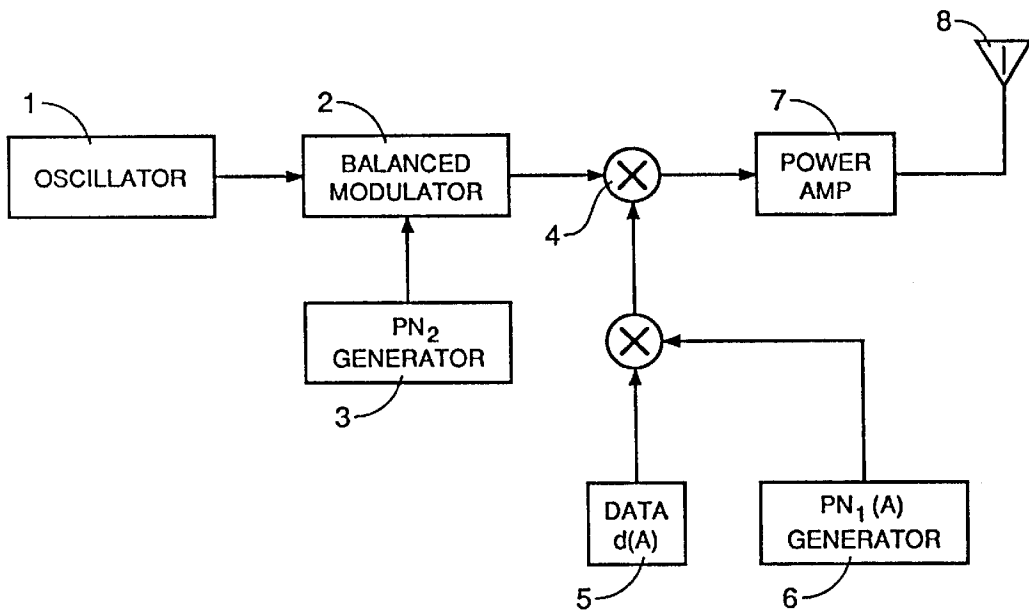 8
1
2
7
OSCILLATOR
BALANCED
MODULATOR
POWER
AMP
4
PN2
GENERATOR
3
DATA
d(A)
PN1 (A)
GENERATOR
5
6